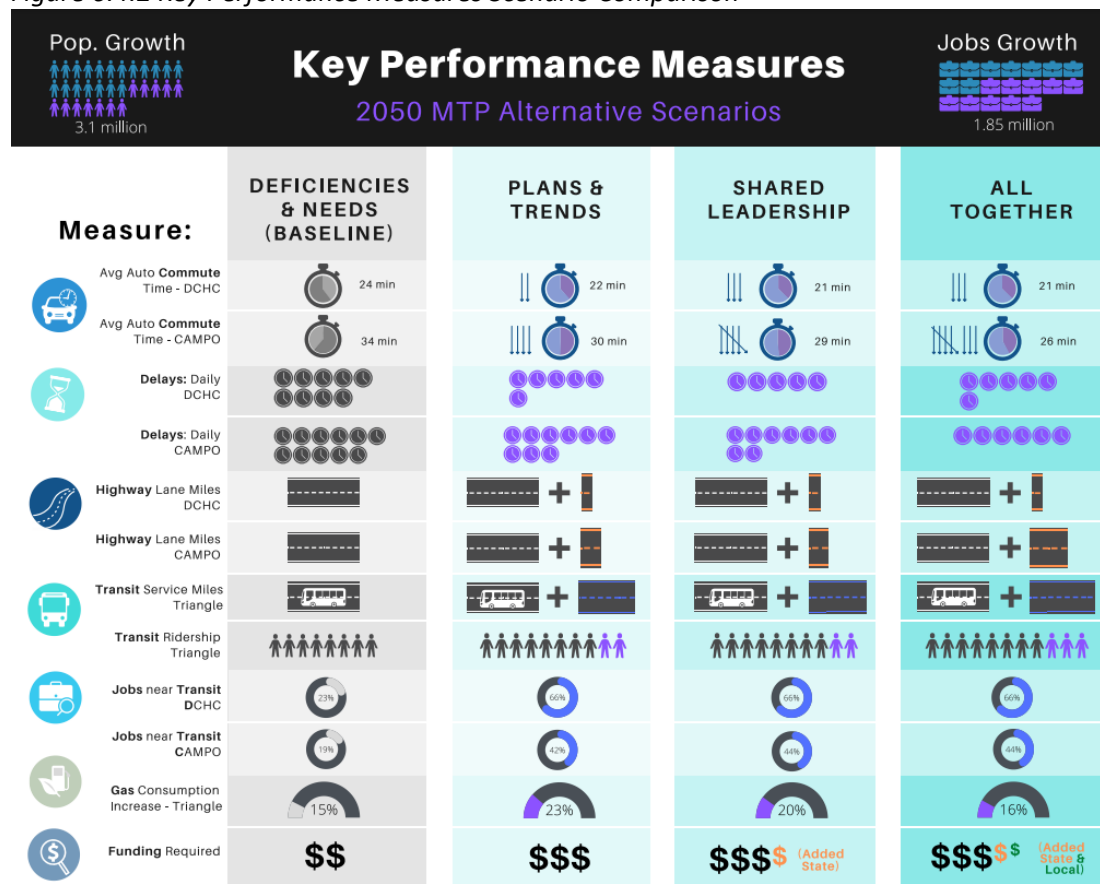 Key Performance Measures Scenario Comparison
Pop. Growth
3.1 million
Key Performance Measures
2050 MTP Alternative Scenarios
Jobs Growth
1.85 million
Measure:
DEFICIENCIES
& NEEDS
(BASELINE)
PLANS &
TRENDS
SHARED
LEADERSHIP
ALL
TOGETHER
Avg Auto Commute
Time - DCHC
24 min
22 min
21 min
21 min
Avg Auto Commute
Time - CAMPO
34 min
30 min
29 min
26 min
Delays: Daily
DCHC
Delays: Daily
CAMPO
Highway Lane Miles
DCHC
Highway Lane Miles
CAMPO
Transit Service Miles
Triangle
Transit Ridership
Triangle
Jobs near Transit
DCHC
23%
66%
66%
66%
Jobs near Transit
CAMPO
19%
42%
44%
44%
Gas Consumption
Increase - Triangle
15%
23%
20%
16%
Funding Required
$$
$$$
$$$$ (Added
State)
$$$$$ (Added
State &
Local)